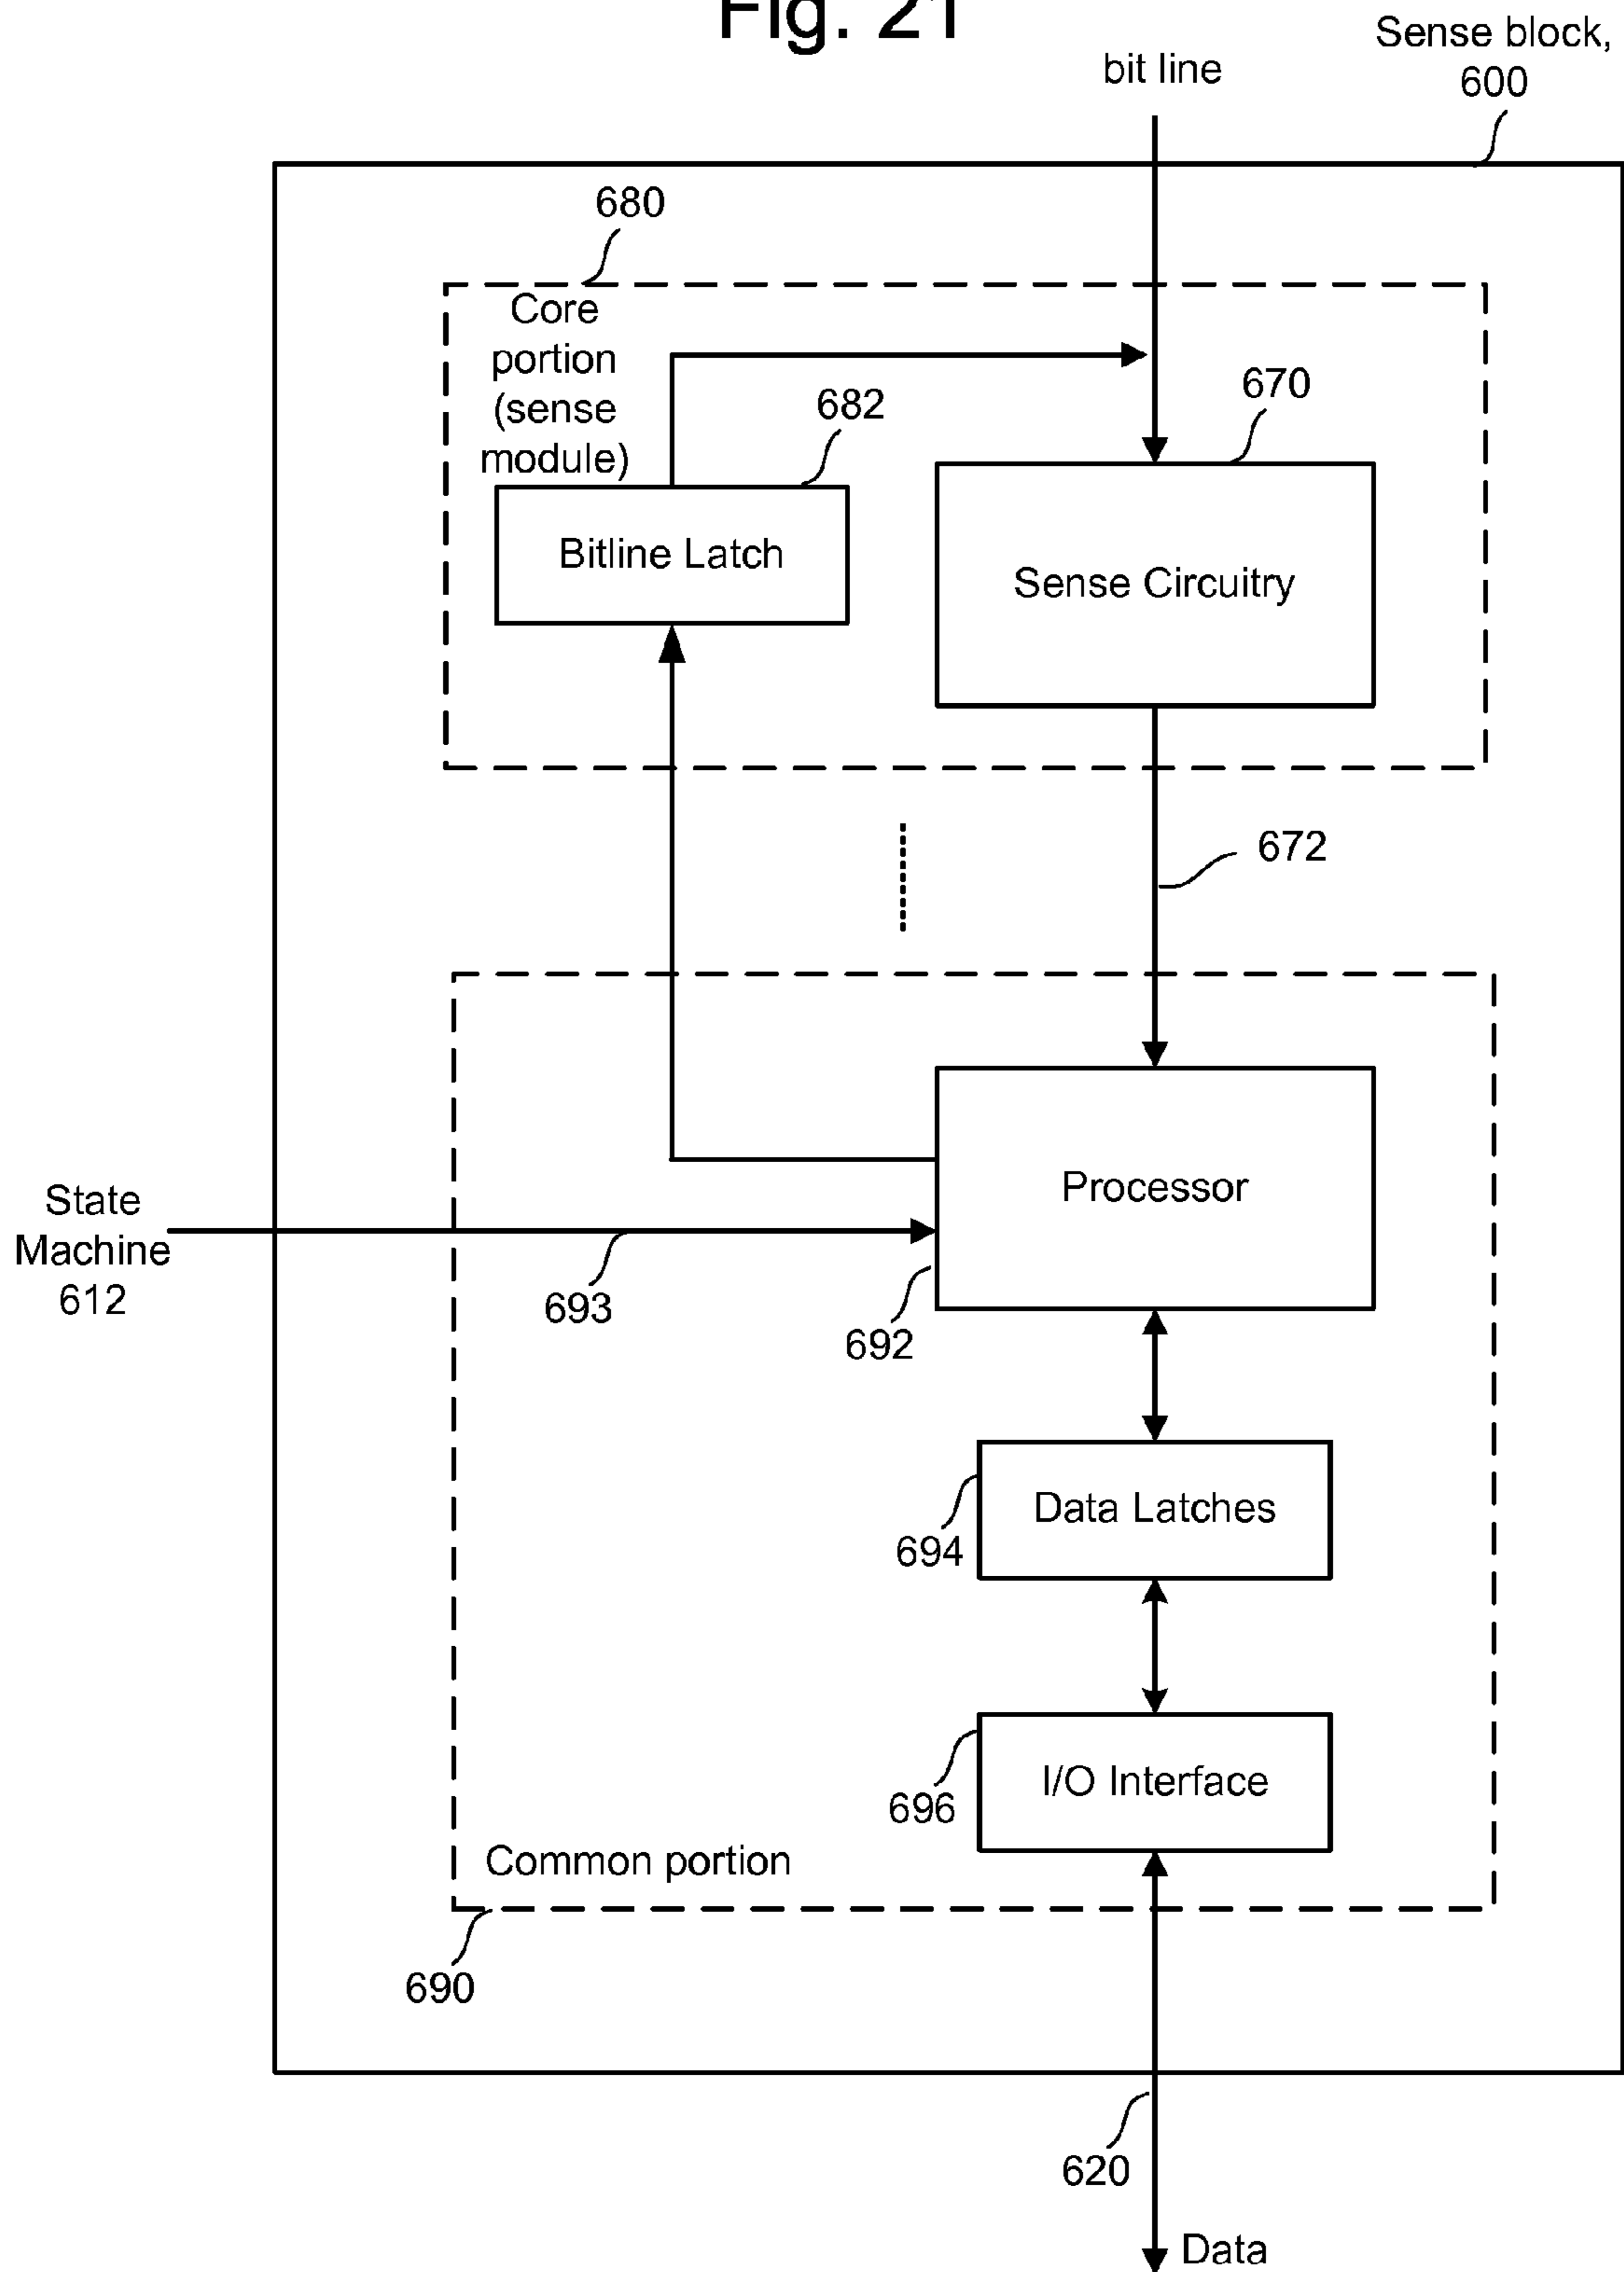 Fig. 21
Sense block,
600
bit line
680
Core
portion
(sense
module)
682
670
Bitline Latch
Sense Circuitry
672
Processor
State
Machine
612
693
692
Data Latches
694
I/O Interface
696
Common portion
690
620
Data